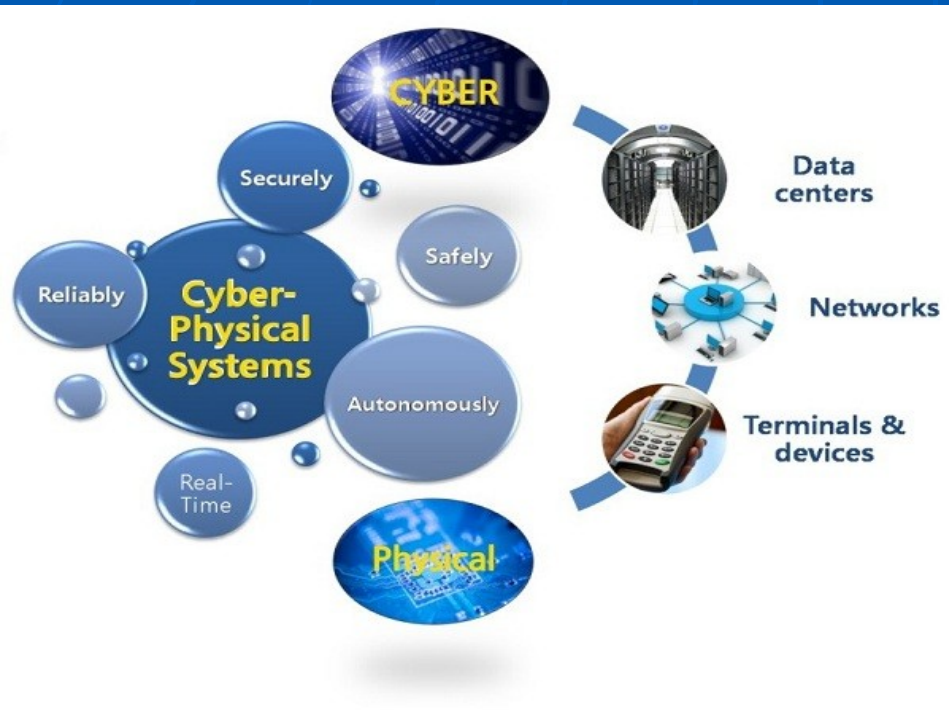 CYBER
Securely
Safely
Reliably
Cyber-
Physical
Systems
Autonomously
Real-
Time
Physical
Data
centers
Networks
Terminals &
devices